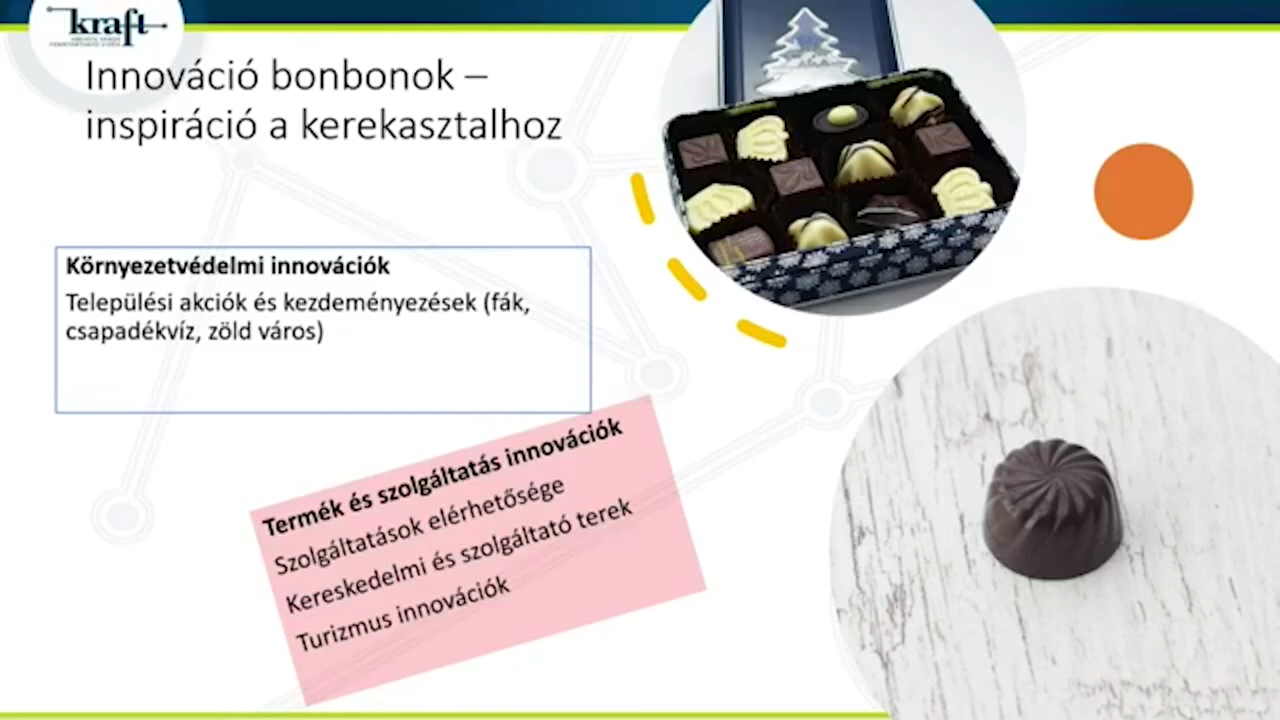 kraft
Innováció bonbonok –
inspiráció a kerekasztalhoz
Környezetvédelmi innovációk
Települési akciók és kezdeményezések (fák,
csapadékvíz, zöld város)
Termék és szolgáltatás innovációk
Szolgáltatások elérhetősége
Kereskedelmi és szolgáltató terek
Turizmus innovációk